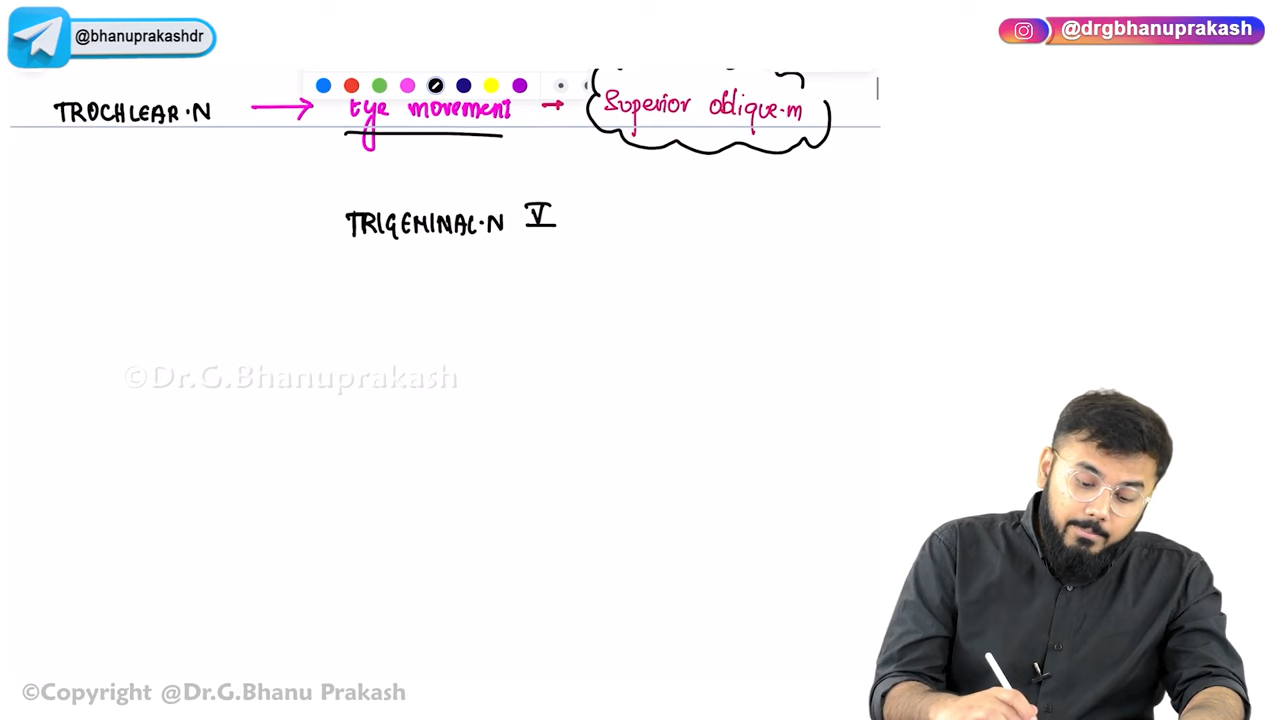 @bhanuprakashdr
@drgbhanuprakash
TROCHLEAR.N → Eye movement → Superior oblique.m
TRIGEMINAL.N V
©Dr.G.Bhanuprakash
©Copyright @Dr.G.Bhanu Prakash